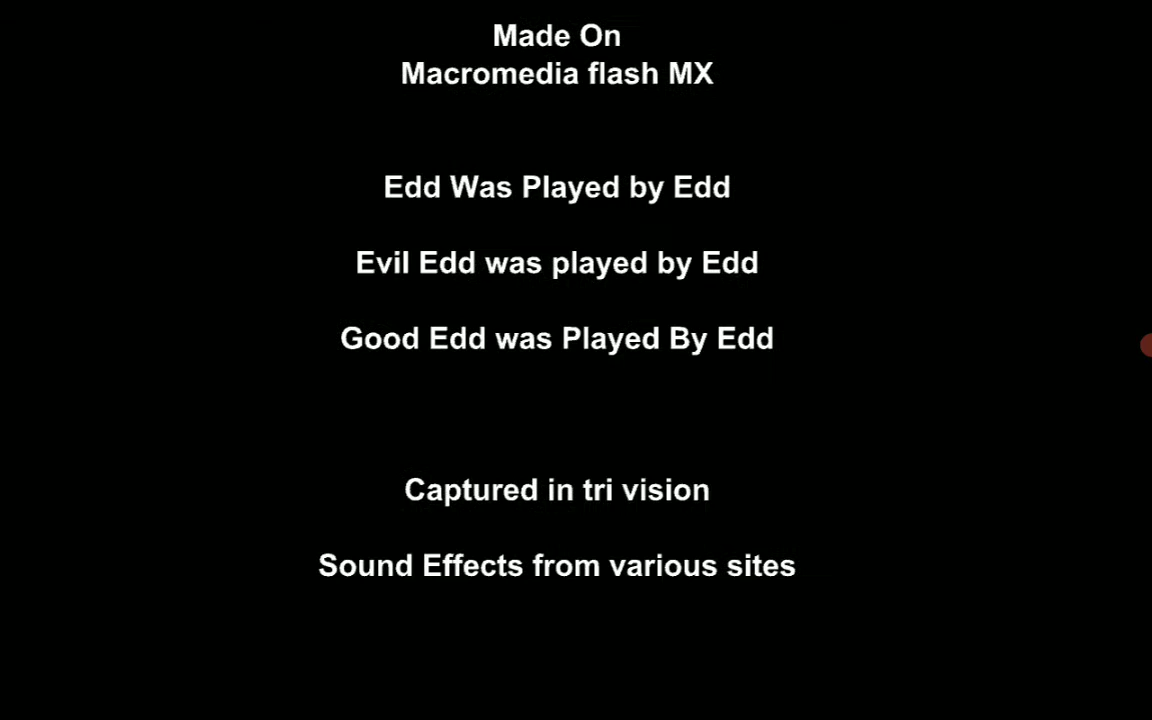 Made On
Macromedia flash MX
Edd Was Played by Edd
Evil Edd was played by Edd
Good Edd was Played By Edd
Captured in tri vision
Sound Effects from various sites